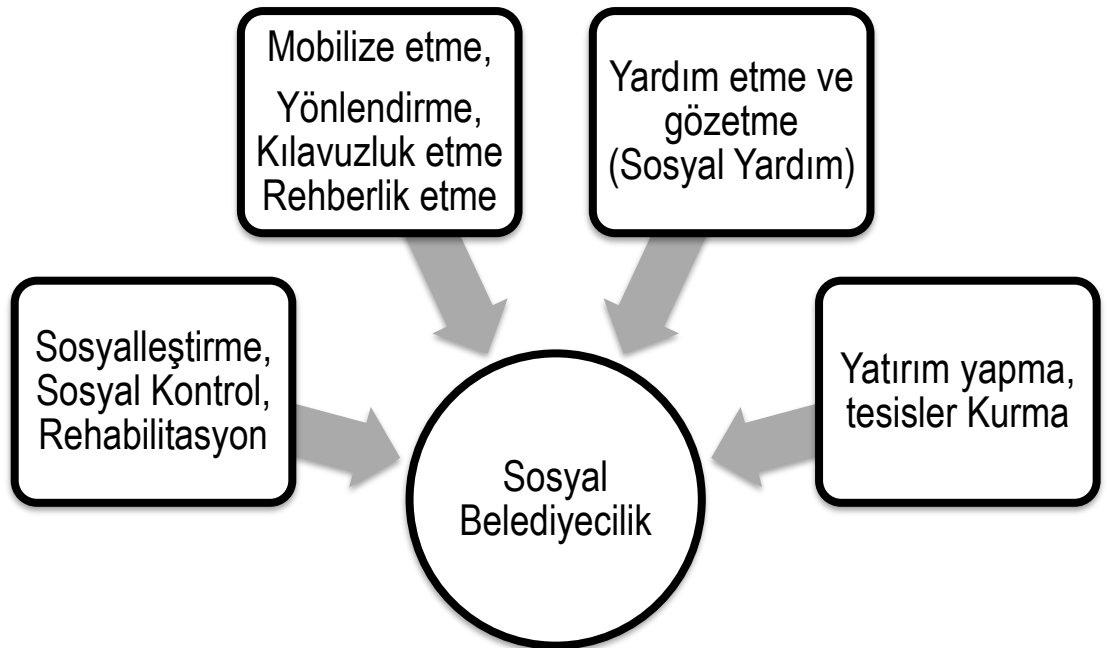 Mobilize etme,
Yönlendirme,
Kılavuzluk etme
Rehberlik etme
Yardım etme ve
gözetme
(Sosyal Yardım)
Sosyalleştirme,
Sosyal Kontrol,
Rehabilitasyon
Yatırım yapma,
tesisler Kurma
Sosyal
Belediyecilik